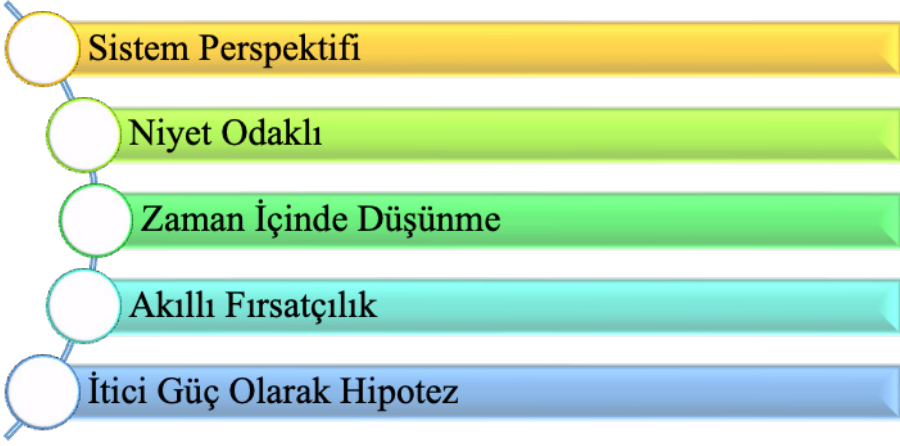 Sistem Perspektifi
Niyet Odaklı
Zaman İçinde Düşünme
Akıllı Fırsatçılık
İtici Güç Olarak Hipotez